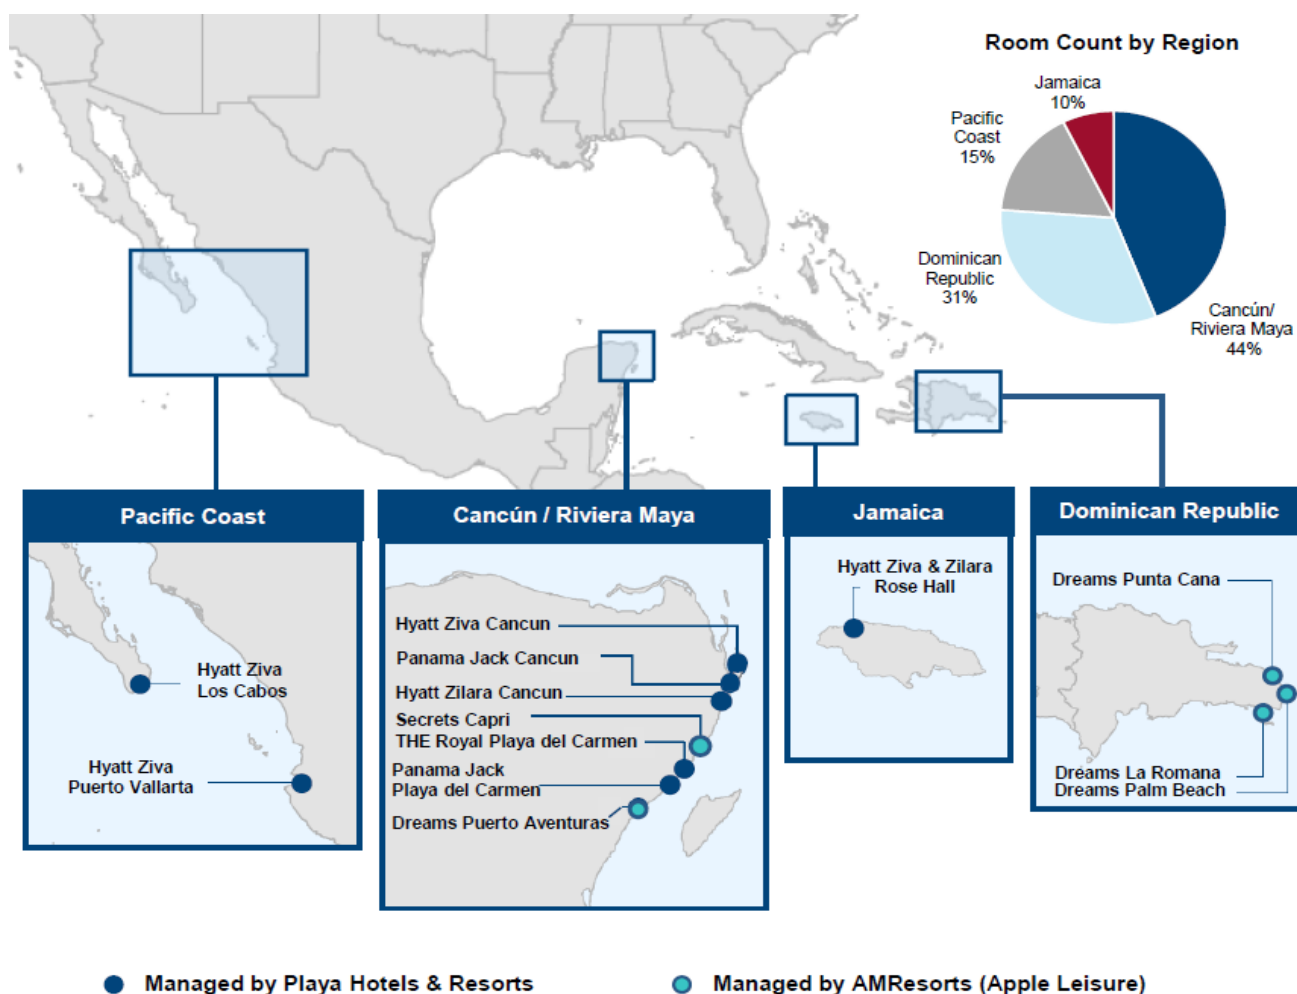 Room Count by Region
Jamaica
10%
Pacific
Coast
15%
Dominican
Republic
31%
Cancún/
Riviera Maya
44%
Pacific Coast
Hyatt Ziva
Los Cabos
Hyatt Ziva
Puerto Vallarta
Cancún / Riviera Maya
Hyatt Ziva Cancun
Panama Jack Cancun
Hyatt Zilara Cancun
Secrets Capri
THE Royal Playa del Carmen
Panama Jack
Playa del Carmen
Dreams Puerto Aventuras
Jamaica
Hyatt Ziva & Zilara
Rose Hall
Dominican Republic
Dreams Punta Cana
Dreams La Romana
Dreams Palm Beach
Managed by Playa Hotels & Resorts
Managed by AMResorts (Apple Leisure)